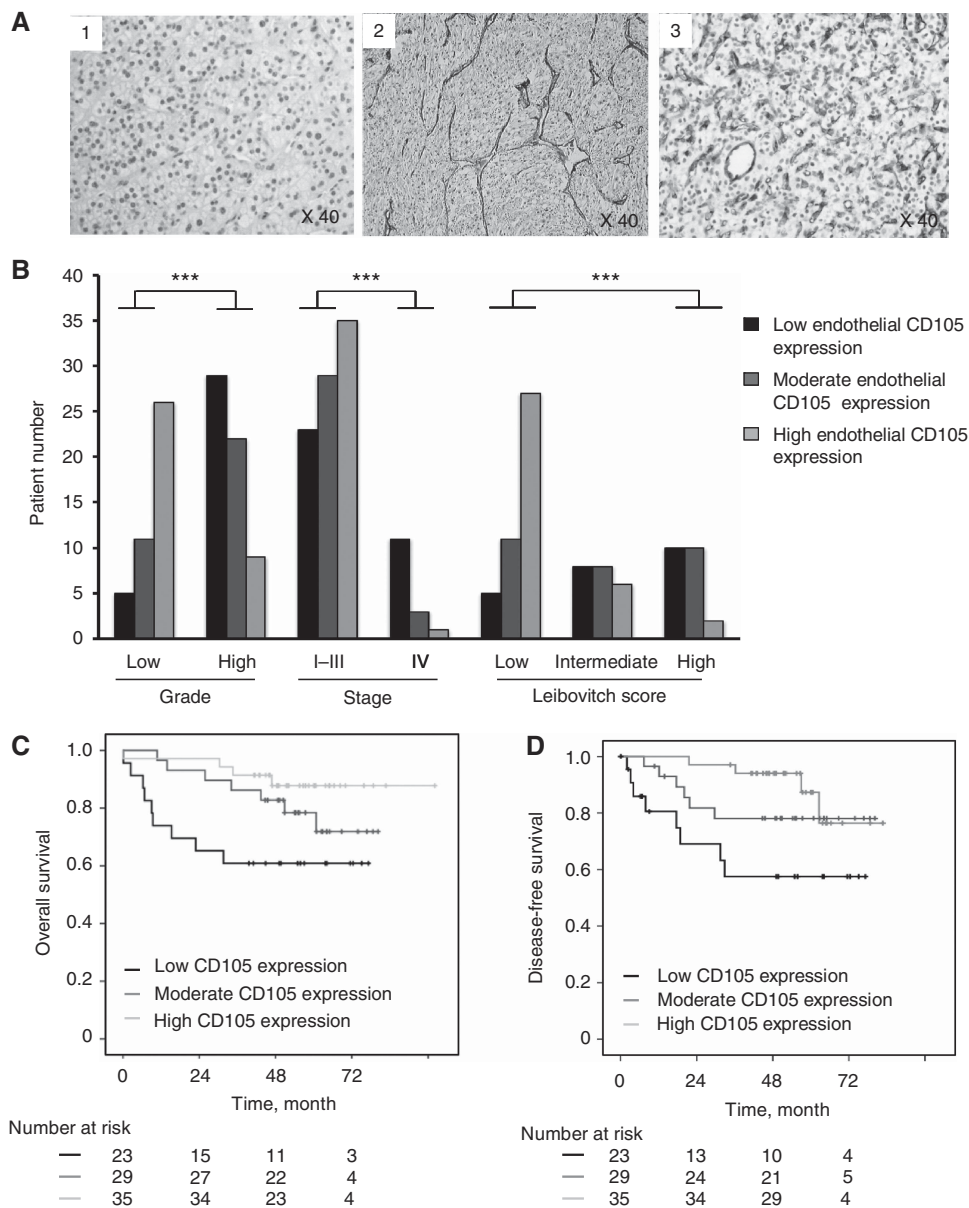 A
1
2
3
X 40
X 40
X 40
B
40
35
30
25
20
15
10
5
0
Patient number
***
***
***
Low endothelial CD105
expression
Moderate endothelial
CD105 expression
High endothelial CD105
expression
Low High I–III IV Low Intermediate High
Grade Stage Leibovitch score
C
1.0
0.8
0.6
0.4
0.2
0
Overall survival
Low CD105 expression
Moderate CD105 expression
High CD105 expression
0 24 48 72
Time, month
Number at risk
23 15 11 3
29 27 22 4
35 34 23 4
D
1.0
0.8
0.6
0.4
0.2
0
Disease-free survival
Low CD105 expression
Moderate CD105 expression
High CD105 expression
0 24 48 72
Time, month
Number at risk
23 13 10 4
29 24 21 5
35 34 29 4